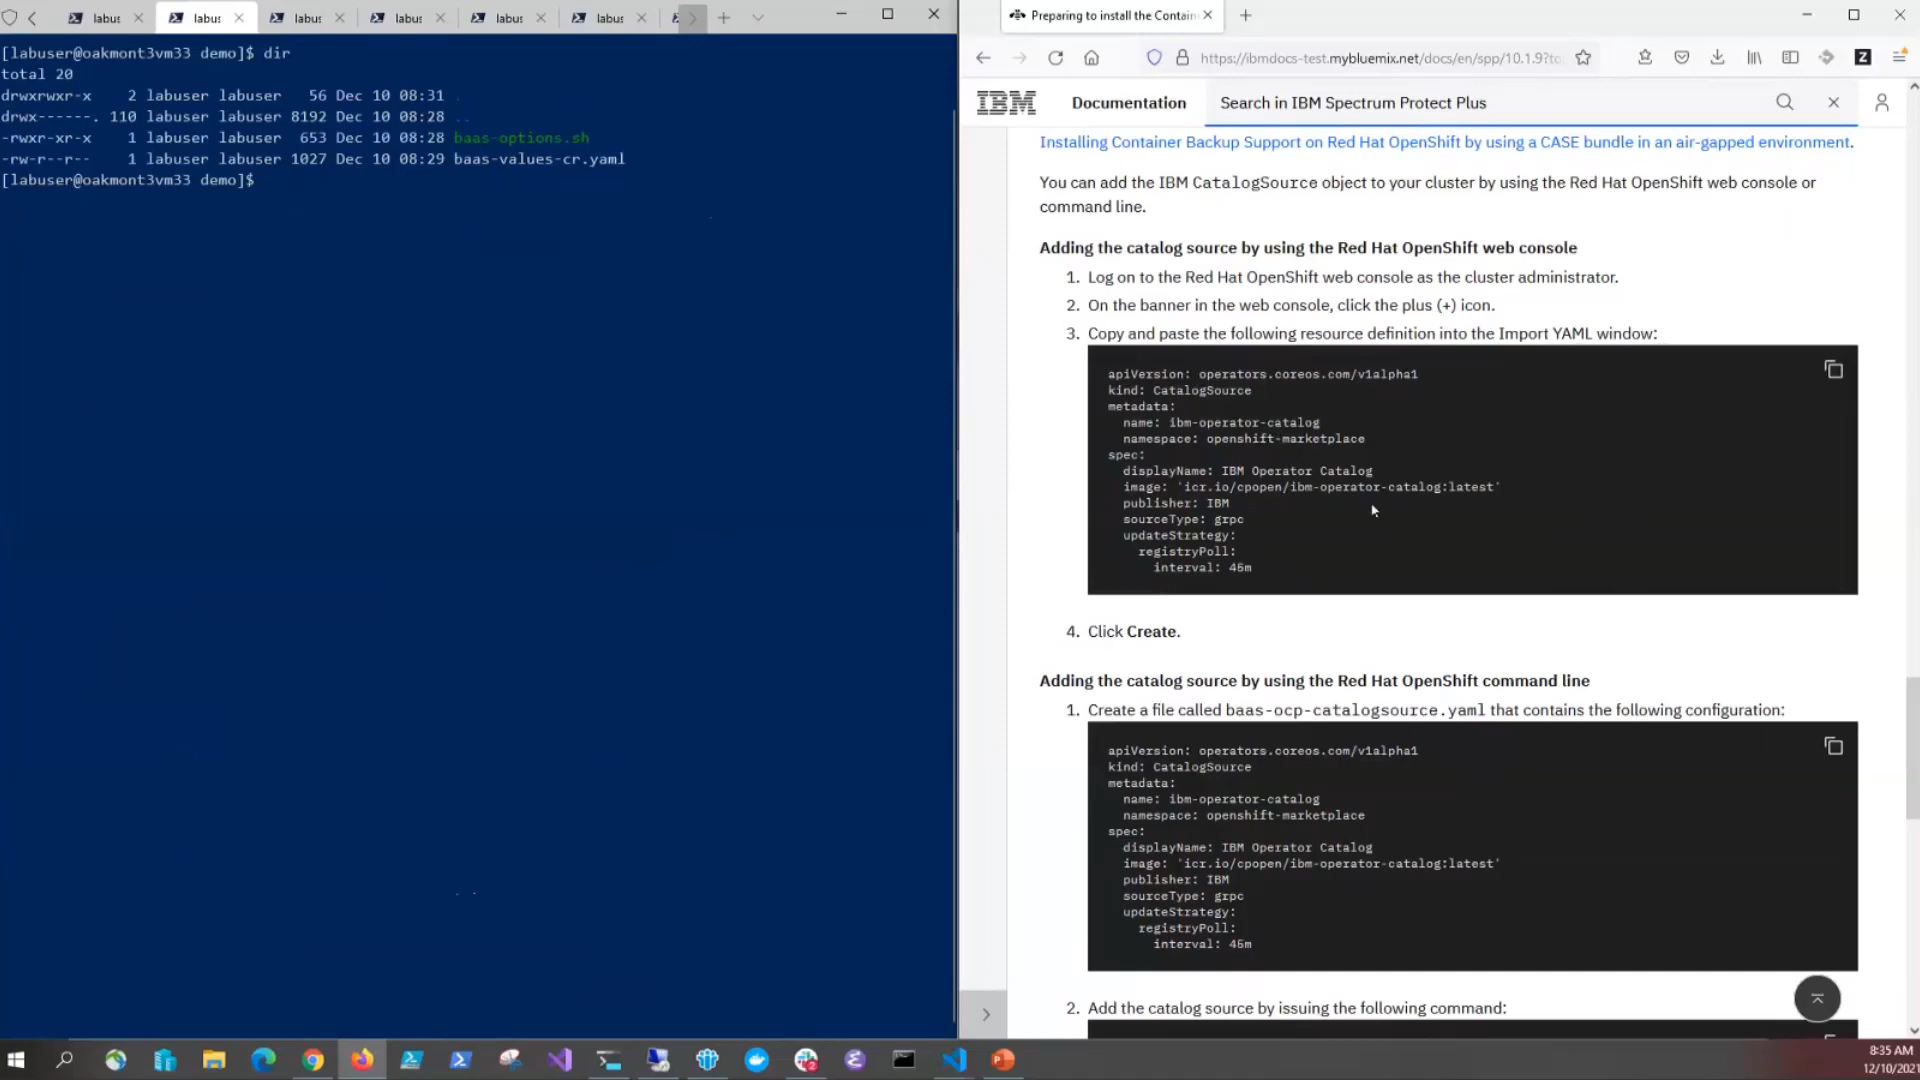 labus
labus
labus
labus
labus
labus
[labuser@oakmont3vm33 demo]$ dir
total 20
drwxrwxr-x 2 labuser labuser 56 Dec 10 08:31 .
drwx------. 110 labuser labuser 8192 Dec 10 08:28 ..
-rwxr-xr-x 1 labuser labuser 653 Dec 10 08:28 baas-options.sh
-rw-r--r-- 1 labuser labuser 1027 Dec 10 08:29 baas-values-cr.yaml
[labuser@oakmont3vm33 demo]$
Preparing to install the Contain
https://ibmdocs-test.mybluemix.net/docs/en/spp/10.1.9?to
IBM Documentation Search in IBM Spectrum Protect Plus
Installing Container Backup Support on Red Hat OpenShift by using a CASE bundle in an air-gapped environment.
You can add the IBM CatalogSource object to your cluster by using the Red Hat OpenShift web console or
command line.
Adding the catalog source by using the Red Hat OpenShift web console
1. Log on to the Red Hat OpenShift web console as the cluster administrator.
2. On the banner in the web console, click the plus (+) icon.
3. Copy and paste the following resource definition into the Import YAML window:
apiVersion: operators.coreos.com/v1alpha1
kind: CatalogSource
metadata:
name: ibm-operator-catalog
namespace: openshift-marketplace
spec:
displayName: IBM Operator Catalog
image: 'icr.io/cpopen/ibm-operator-catalog:latest'
publisher: IBM
sourceType: grpc
updateStrategy:
registryPoll:
interval: 45m
4. Click Create.
Adding the catalog source by using the Red Hat OpenShift command line
1. Create a file called baas-ocp-catalogsource.yaml that contains the following configuration:
apiVersion: operators.coreos.com/v1alpha1
kind: CatalogSource
metadata:
name: ibm-operator-catalog
namespace: openshift-marketplace
spec:
displayName: IBM Operator Catalog
image: 'icr.io/cpopen/ibm-operator-catalog:latest'
publisher: IBM
sourceType: grpc
updateStrategy:
registryPoll:
interval: 45m
2. Add the catalog source by issuing the following command:
8:35 AM
12/10/2021